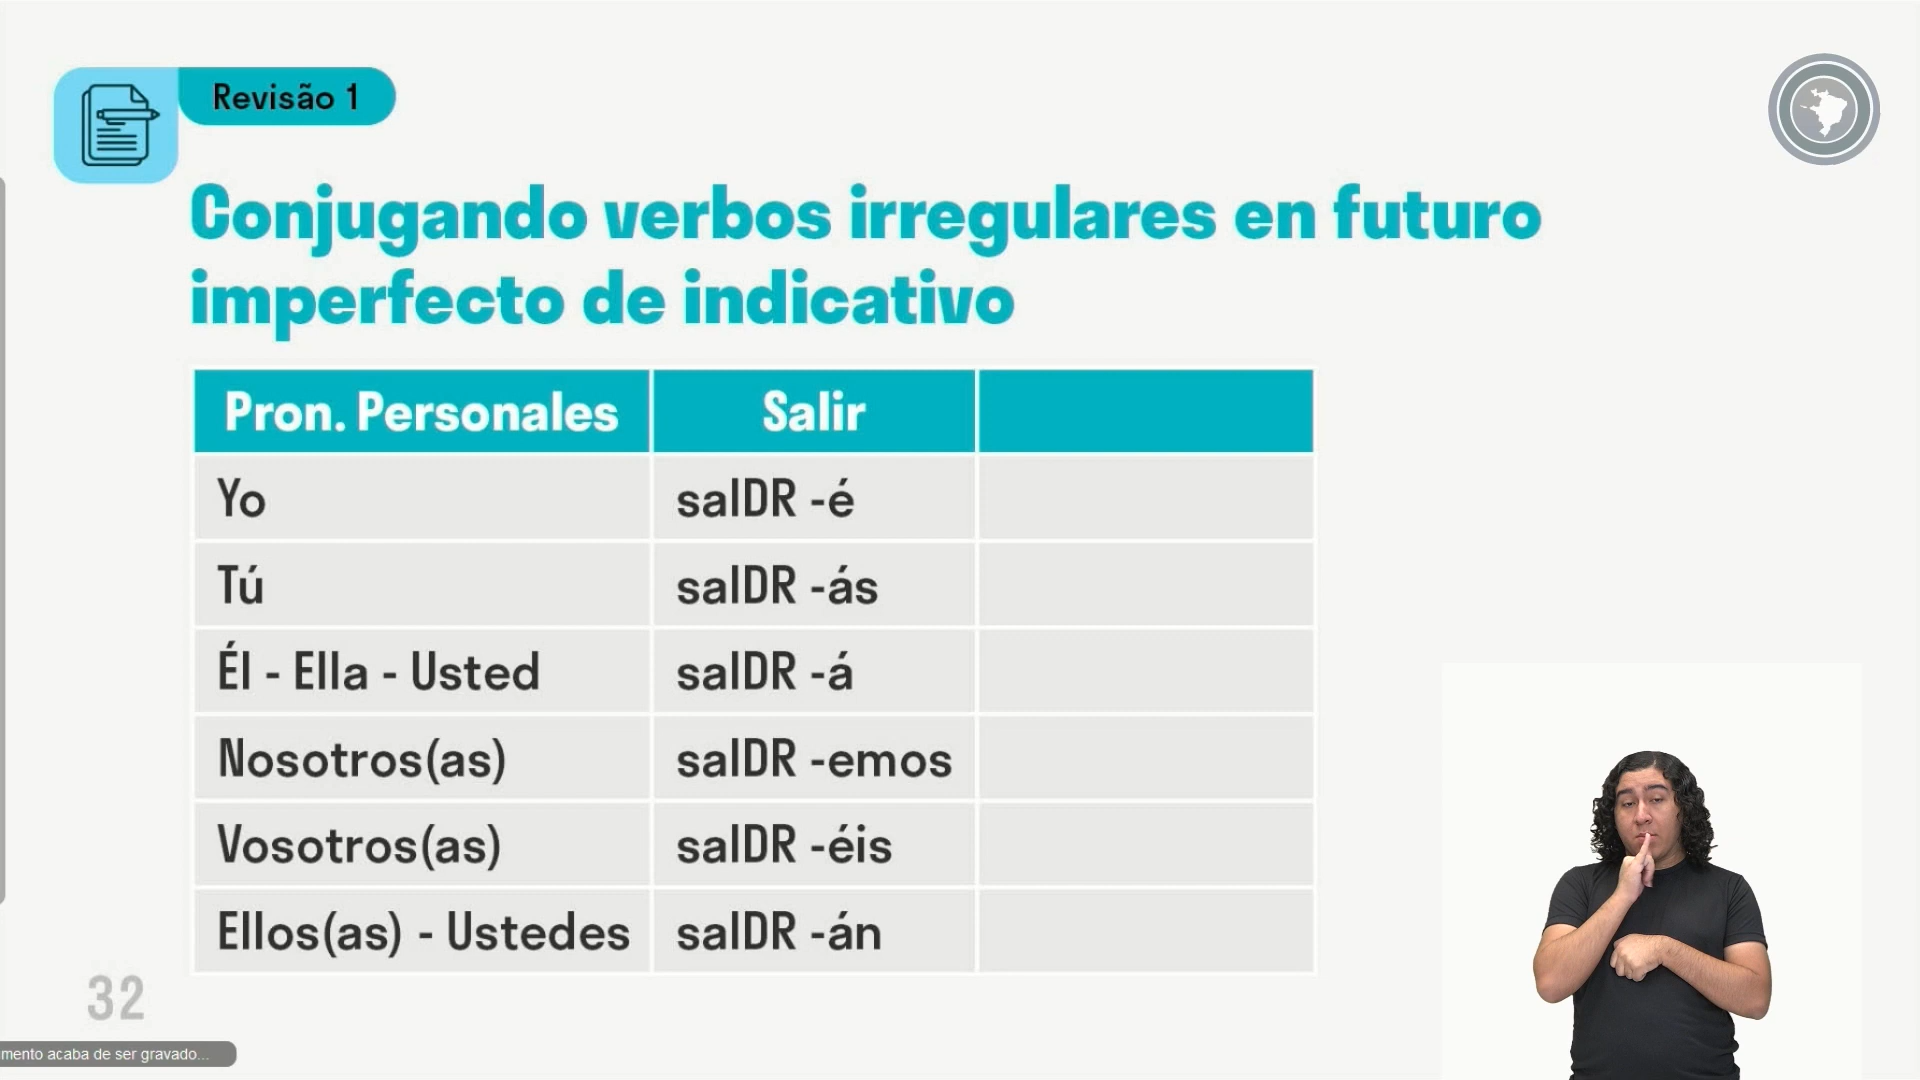 Revisão 1
Conjugando verbos irregulares en futuro
imperfecto de indicativo
Pron. Personales Salir
Yo salDR -é
Tú salDR -ás
Él - Ella - Usted salDR -á
Nosotros(as) salDR -emos
Vosotros(as) salDR -éis
Ellos(as) - Ustedes salDR -án
32
mento acaba de ser gravado...